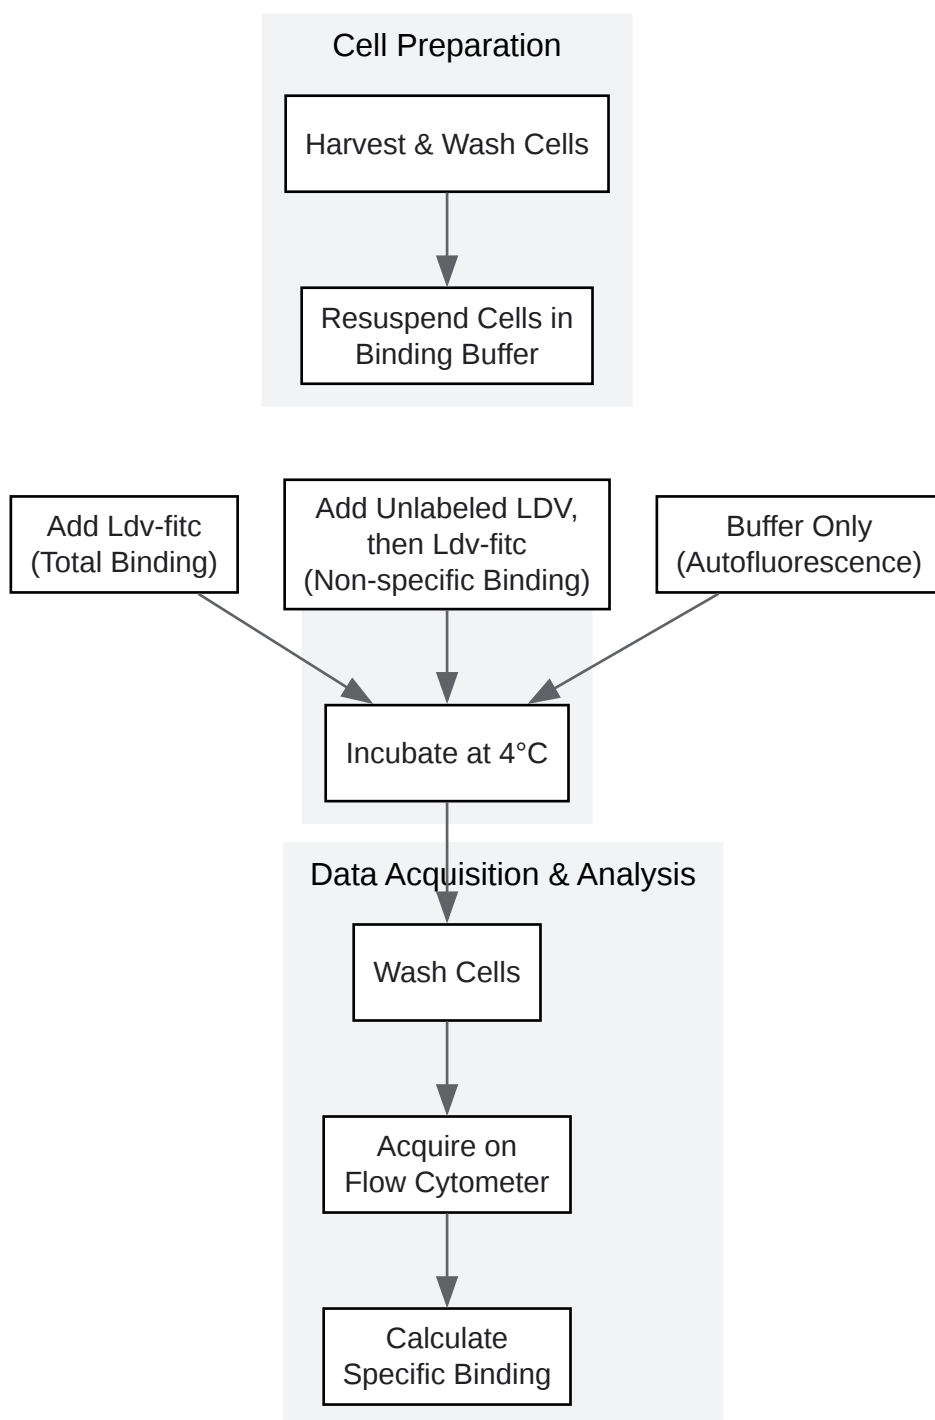 Cell Preparation
Harvest & Wash Cells
Resuspend Cells in
Binding Buffer
Add Ldv-fitc
(Total Binding)
Add Unlabeled LDV,
then Ldv-fitc
(Non-specific Binding)
Buffer Only
(Autofluorescence)
Incubate at 4°C
Data Acquisition & Analysis
Wash Cells
Acquire on
Flow Cytometer
Calculate
Specific Binding